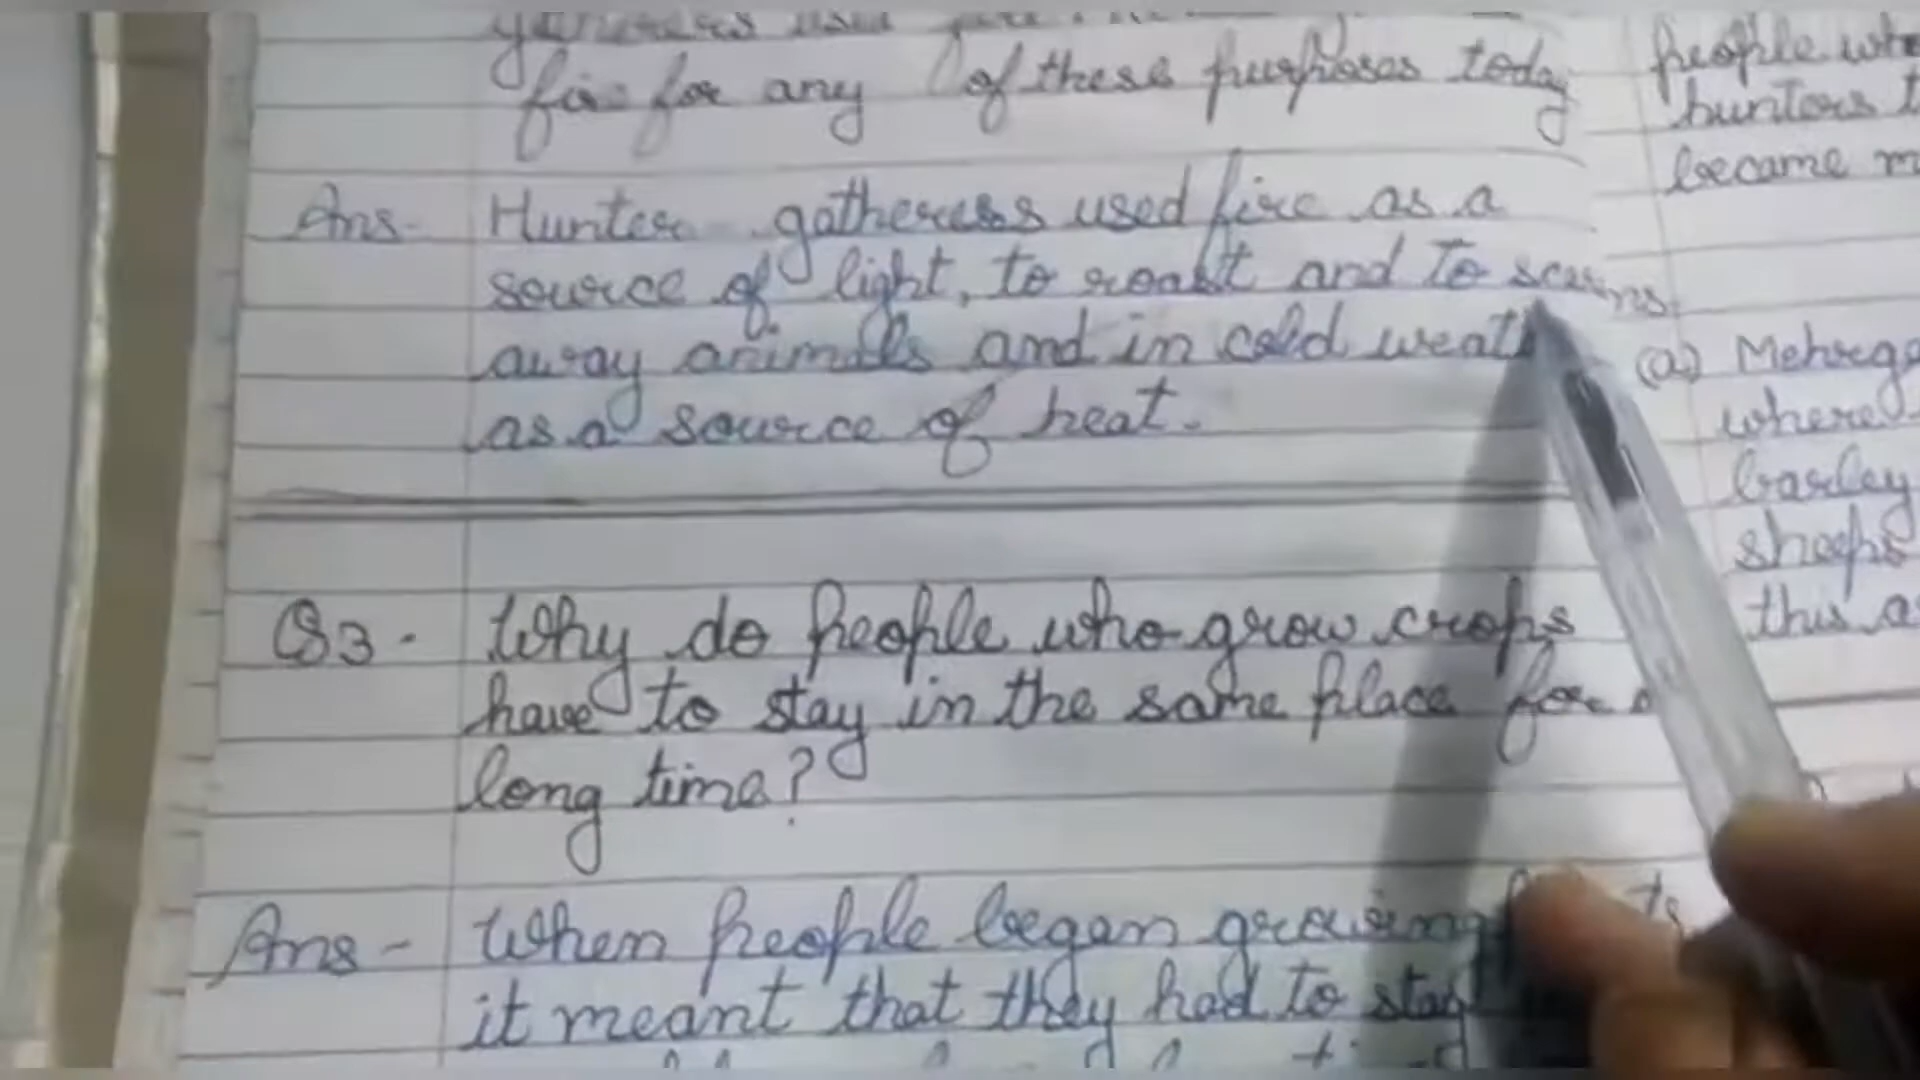 fire for any of these purposes today
Ans- Hunter gatherers used fire as a
source of light, to roast and to
away animals and in cold
as a source of heat.
Q3- Why do people who grow crops
have to stay in the same place for a
long time?
Ans- When people began growing
it meant that they had to stay
people who
hunters
became
(a) Mehrga
where
barley
sheeps
this